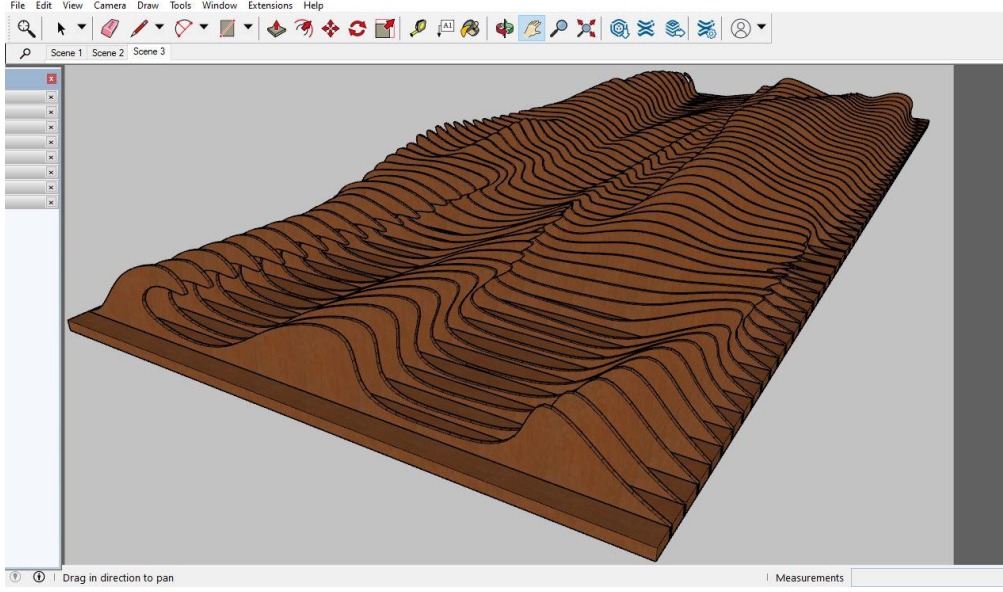 File Edit View Camera Draw Tools Window Extensions Help
A1
Scene 1 Scene 2 Scene 3
Drag in direction to pan
Measurements